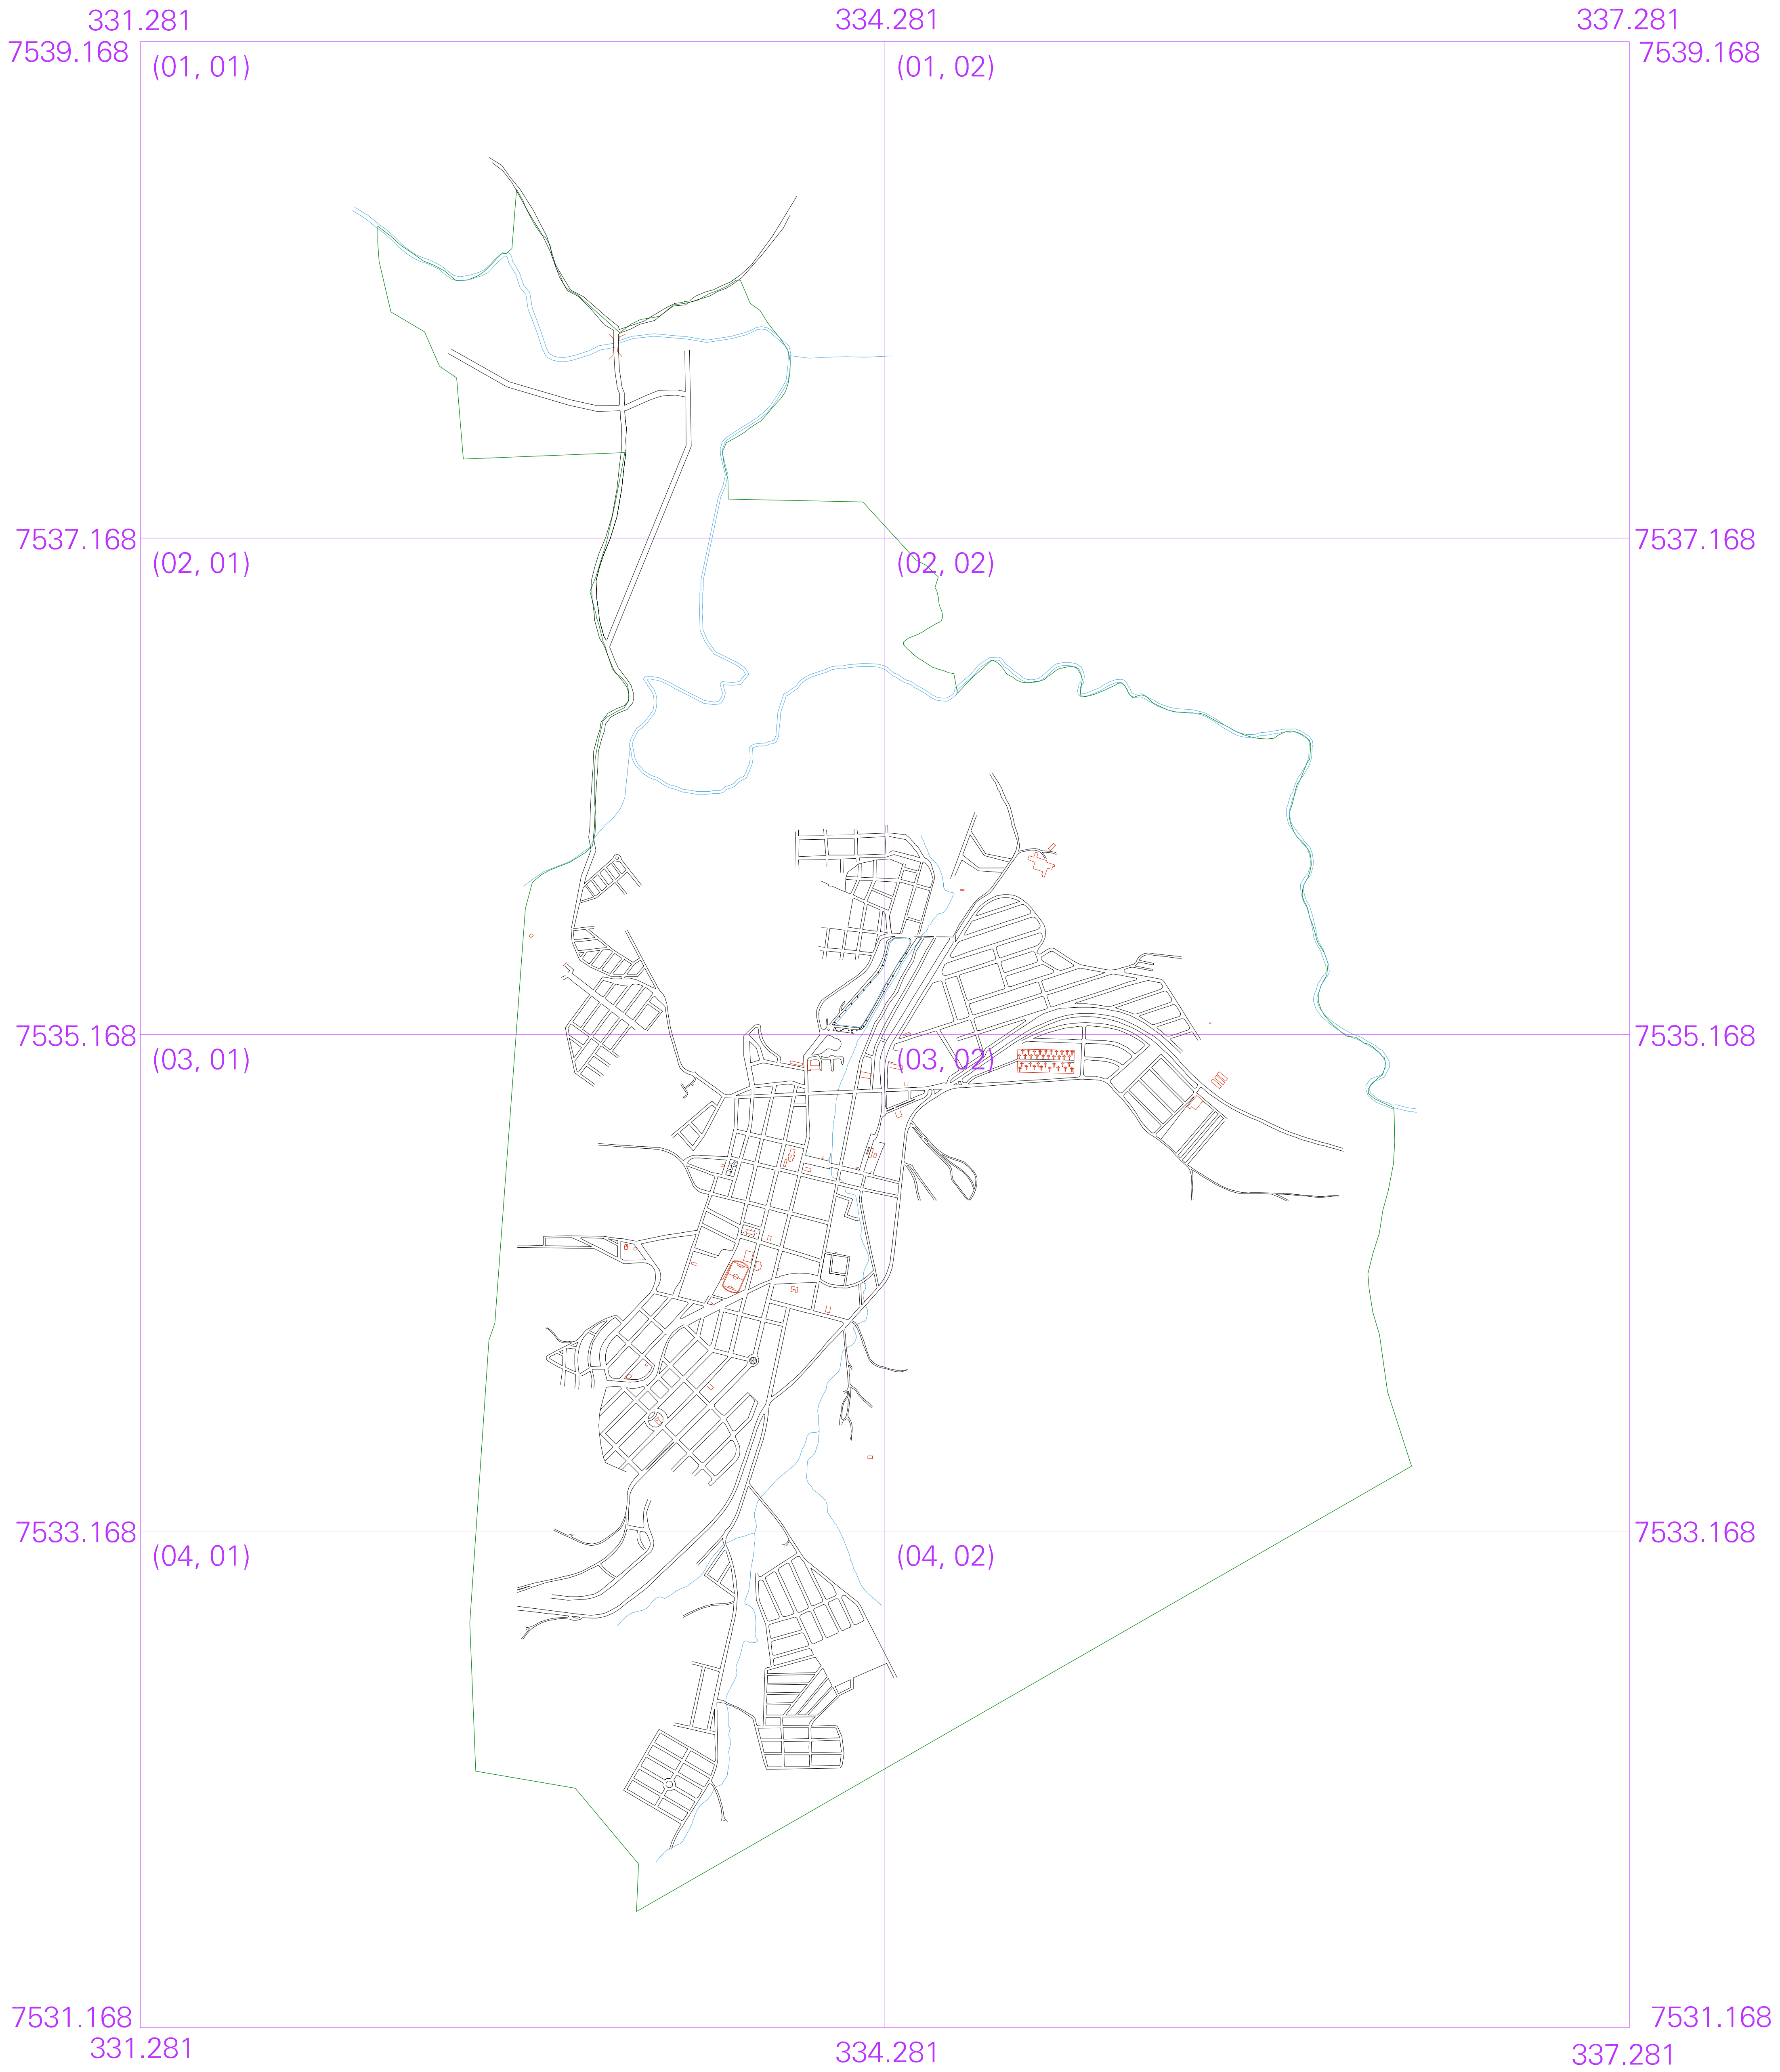 331.281 334.281 337.281
7539.168 (01, 01) (01, 02) 7539.168
7537.168 (02, 01) (02, 02) 7537.168
7535.168 (03, 01) (03, 02) 7535.168
7533.168 (04, 01) (04, 02) 7533.168
7531.168 7531.168
331.281 334.281 337.281